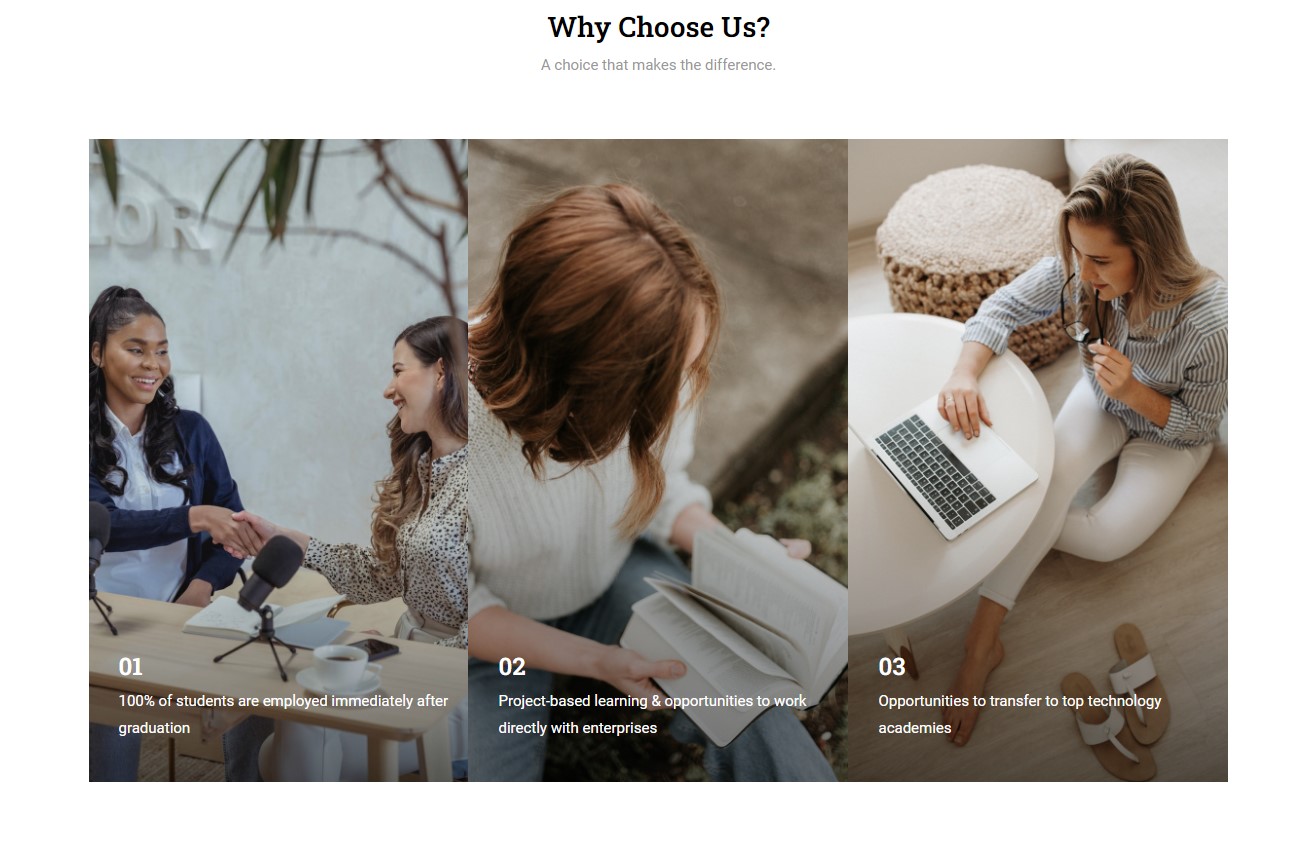 Why Choose Us?
A choice that makes the difference.
LOR
01
100% of students are employed immediately after
graduation
02
Project-based learning & opportunities to work
directly with enterprises
03
Opportunities to transfer to top technology
academies